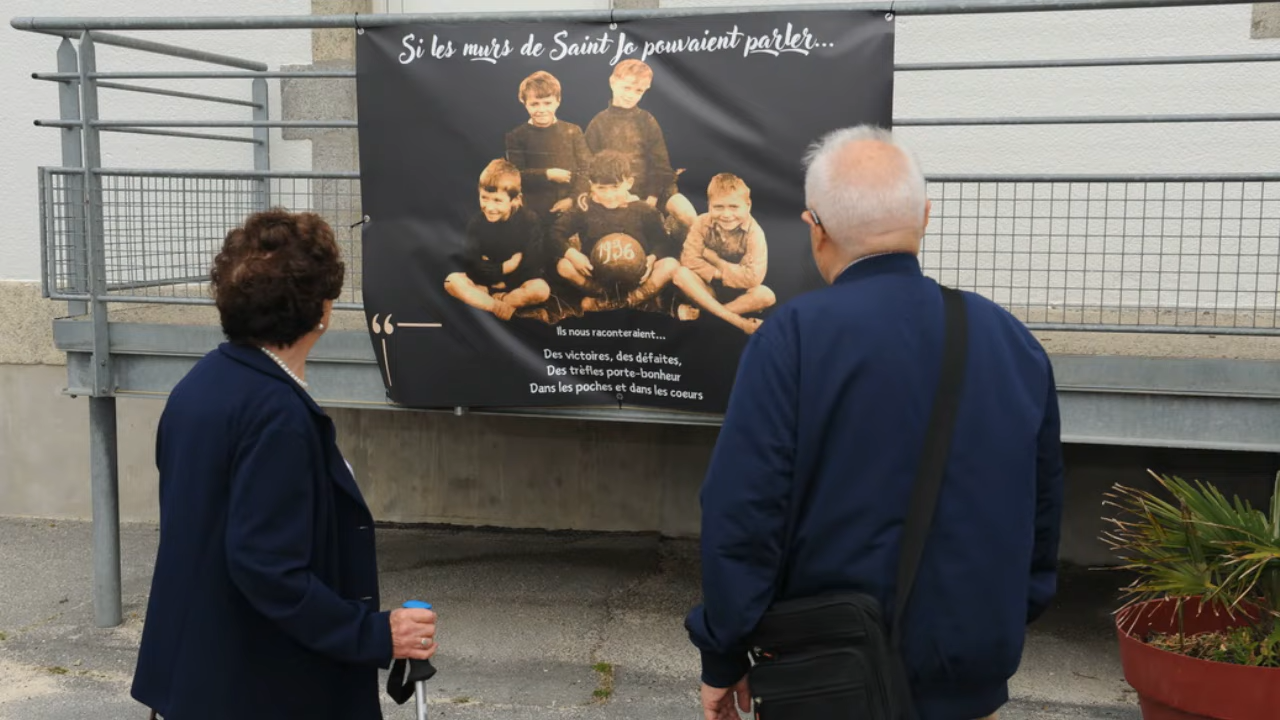 Si les murs de Saint Jo pouvaient parler...
1936
“
Ils nous raconteraient...
Des victoires, des défaites,
Des trèfles porte-bonheur
Dans les poches et dans les coeurs